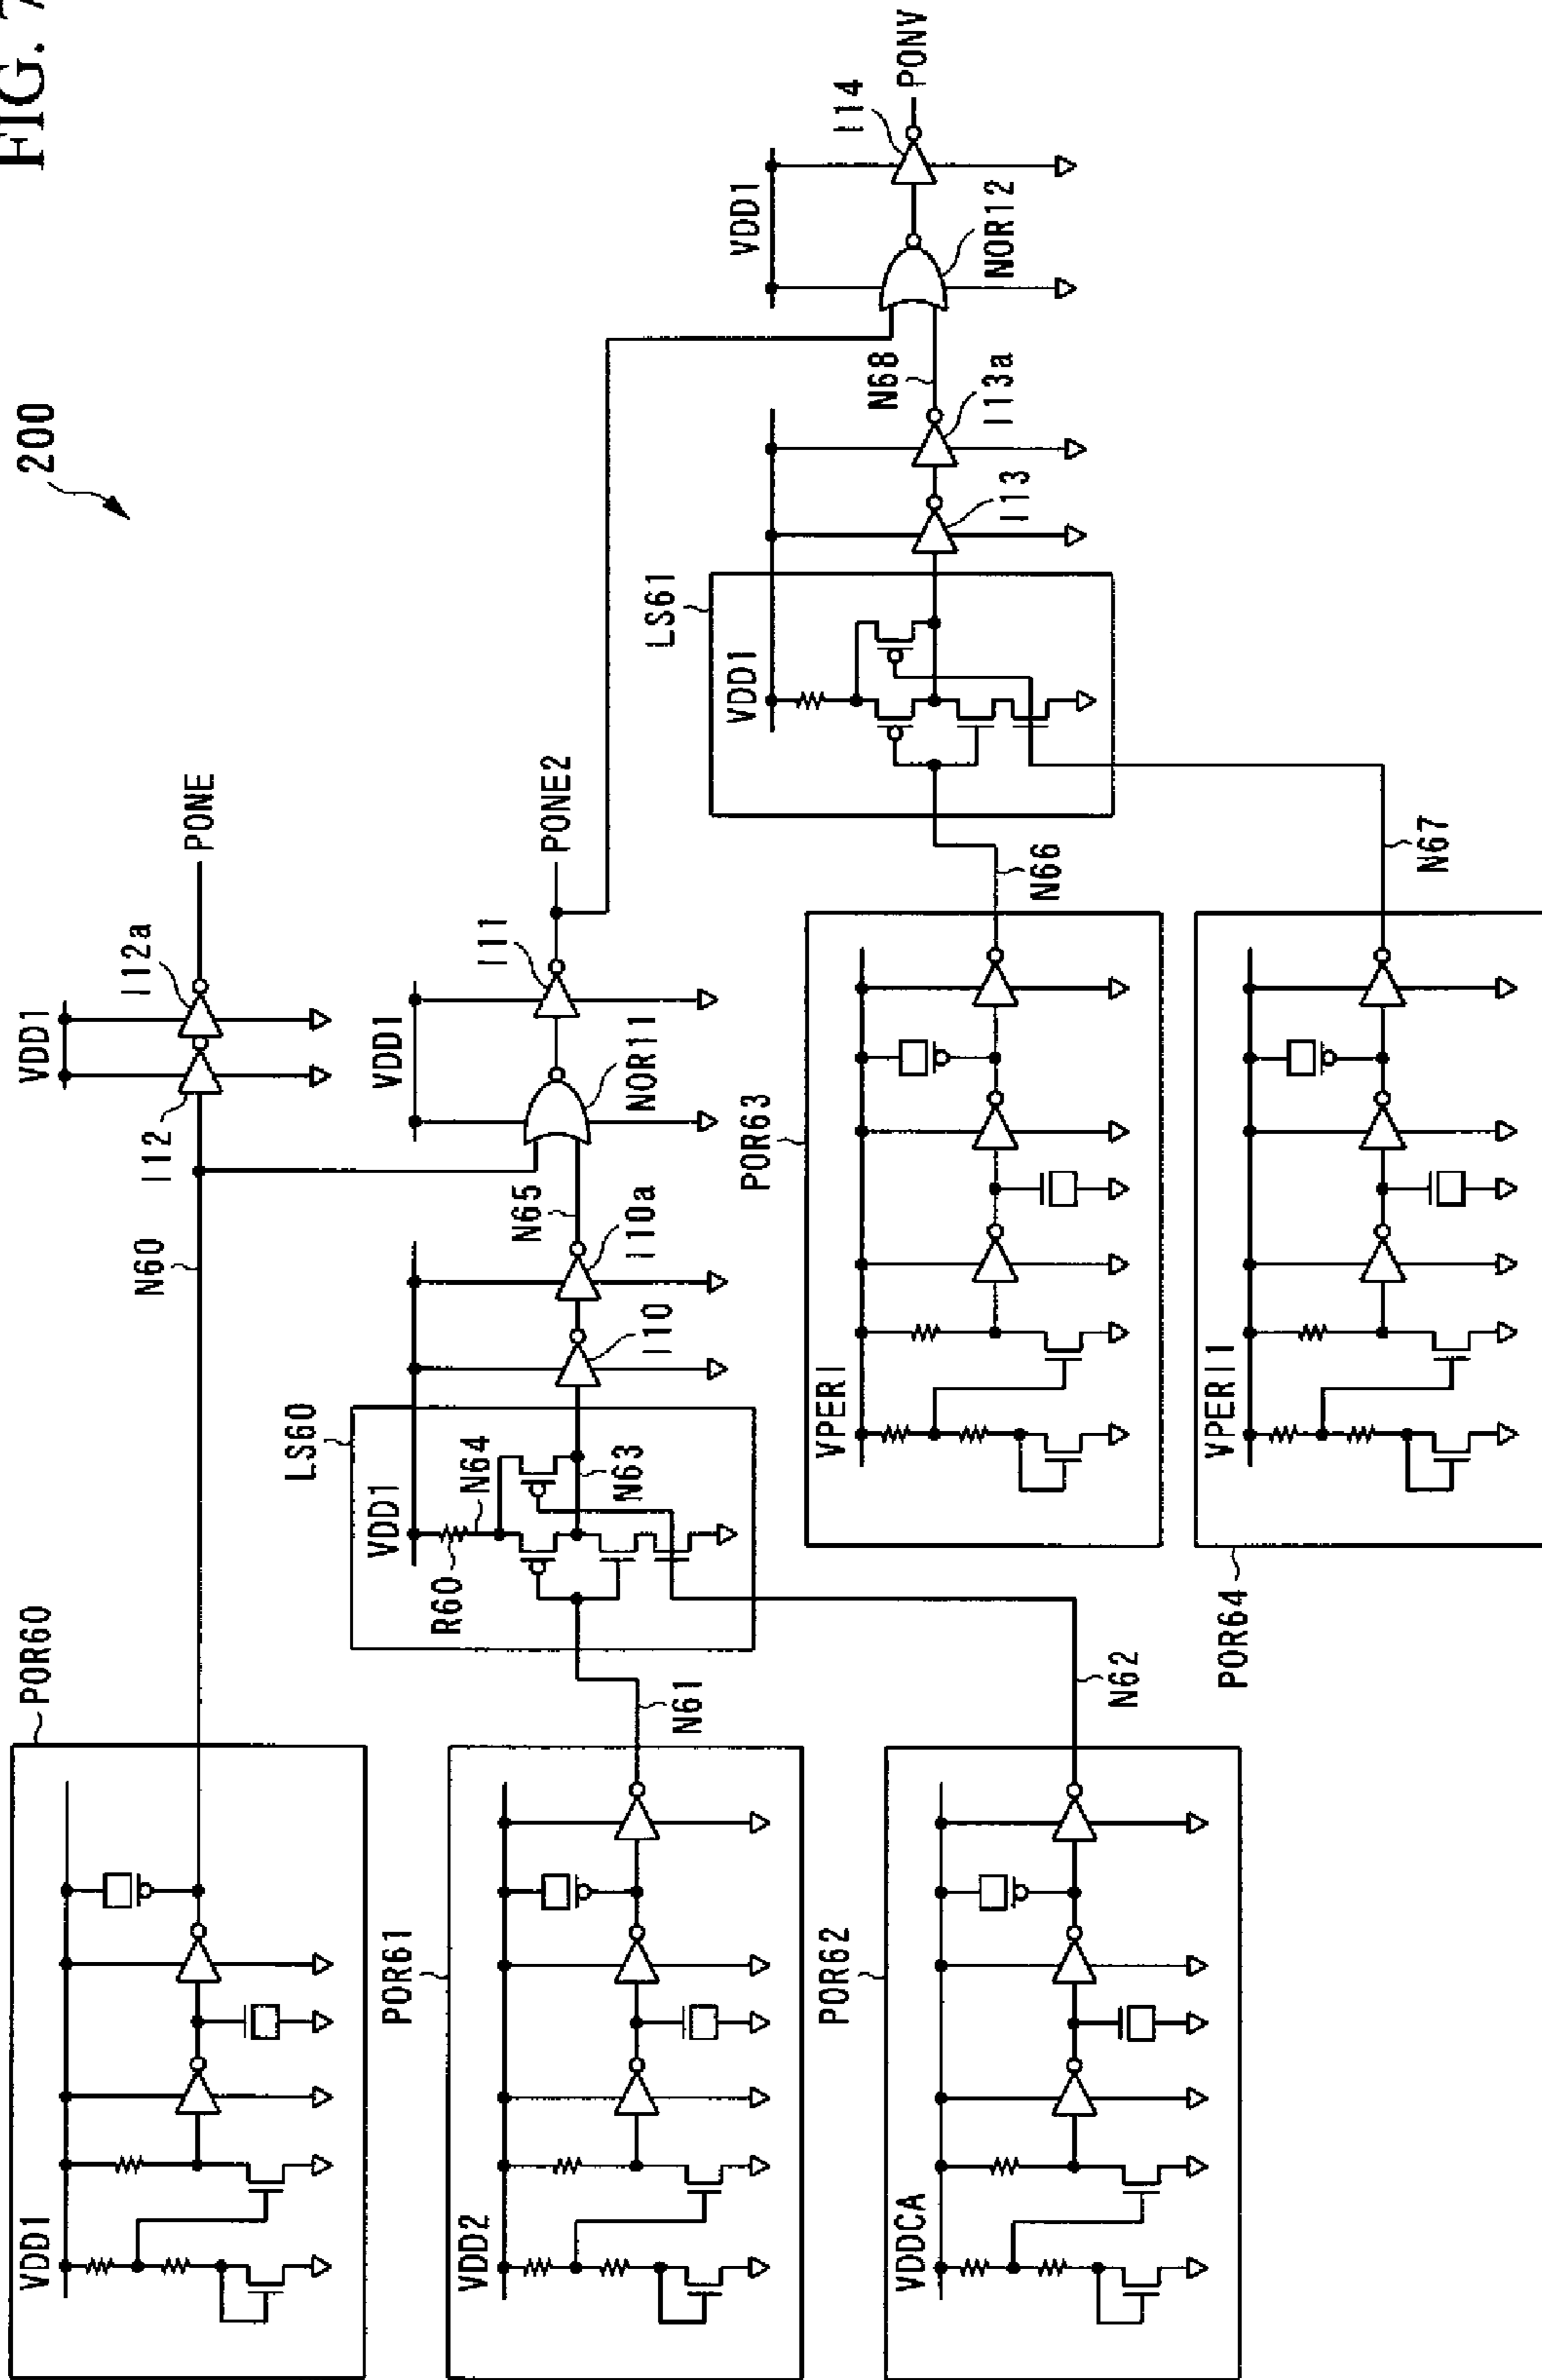 FIG. 7
200
POR60
VDD1
N60
VDD1
I12
I12a
PONE
POR61
VDD2
N61
LS60
VDD1
R60
N64
N63
I10
I10a
N65
VDD1
NOR11
I11
PONE2
POR62
VDDCA
N62
POR63
VPERI
N66
LS61
VDD1
I13
I13a
N68
VDD1
NOR12
I14
PONV
POR64
VPERI1
N67